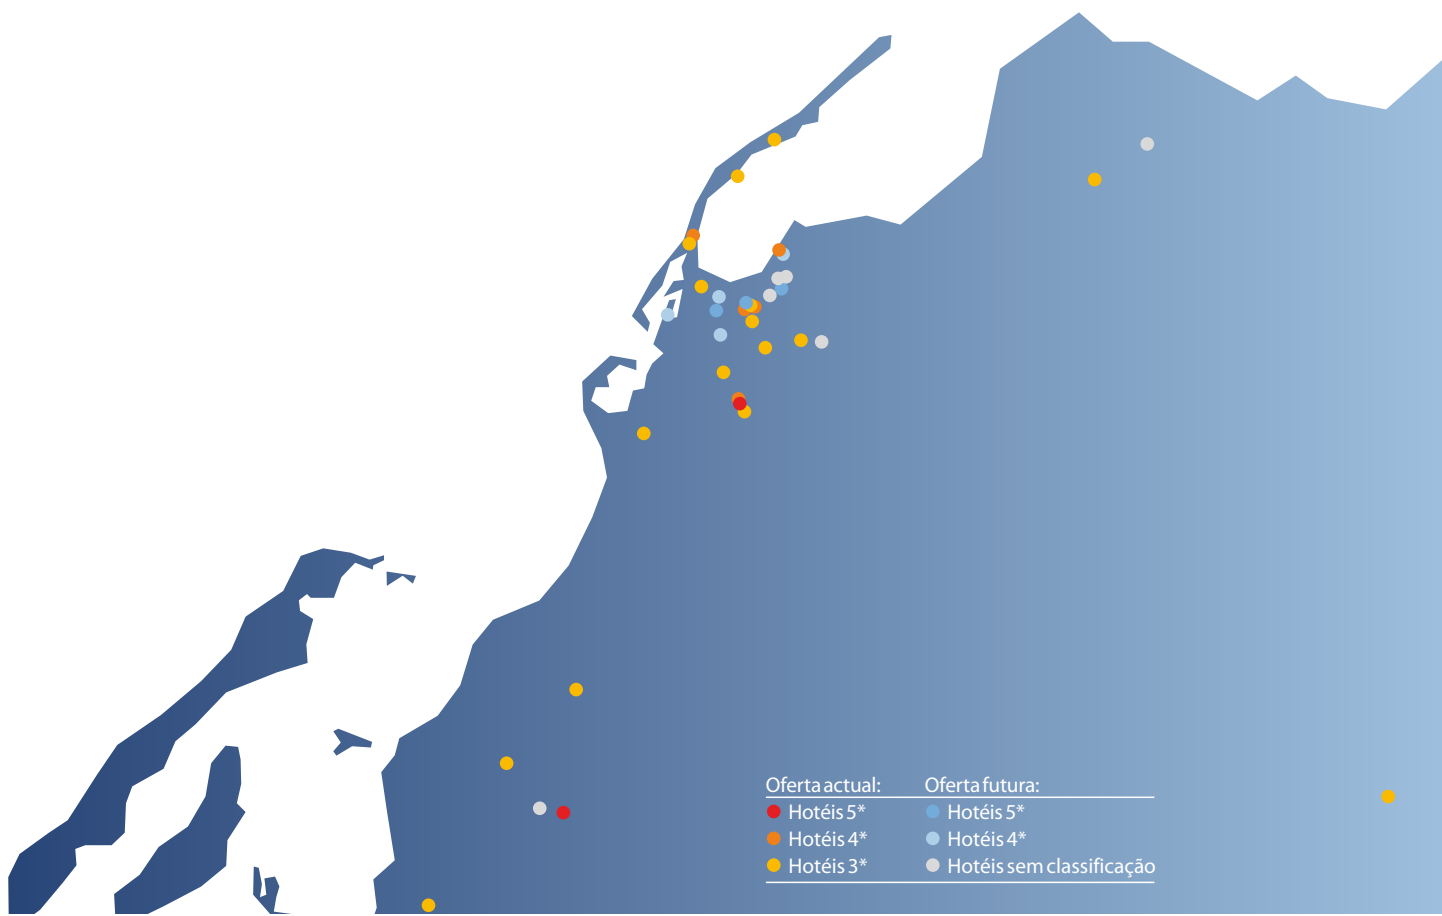 Oferta actual: Oferta futura:
Hotéis 5* Hotéis 5*
Hotéis 4* Hotéis 4*
Hotéis 3* Hotéis sem classificação